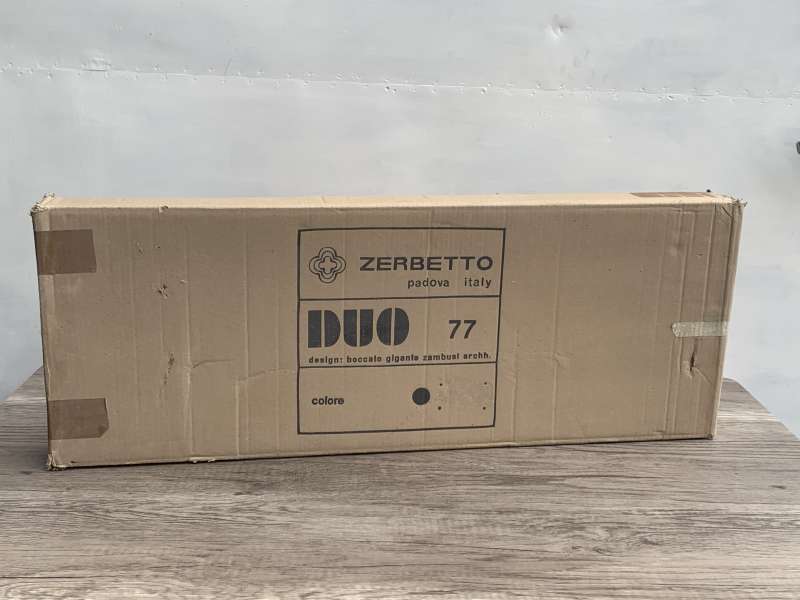 ZERBETTO
padova italy
DUO 77
design: boccato gigante zambusi archh.
colore